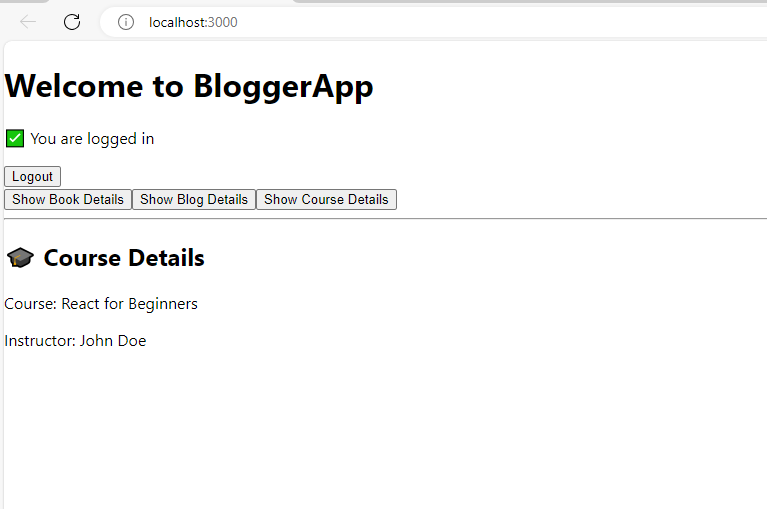 localhost:3000
Welcome to BloggerApp
✅ You are logged in
Logout
Show Book Details Show Blog Details Show Course Details
🎓 Course Details
Course: React for Beginners
Instructor: John Doe